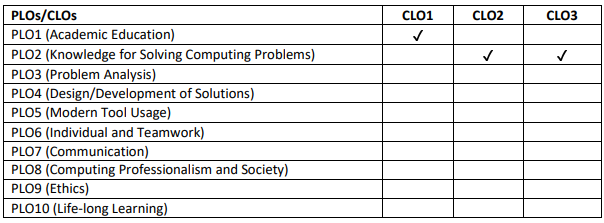 PLOs/CLOs CLO1 CLO2 CLO3
PLO1 (Academic Education) ✓
PLO2 (Knowledge for Solving Computing Problems) ✓ ✓
PLO3 (Problem Analysis)
PLO4 (Design/Development of Solutions)
PLO5 (Modern Tool Usage)
PLO6 (Individual and Teamwork)
PLO7 (Communication)
PLO8 (Computing Professionalism and Society)
PLO9 (Ethics)
PLO10 (Life-long Learning)